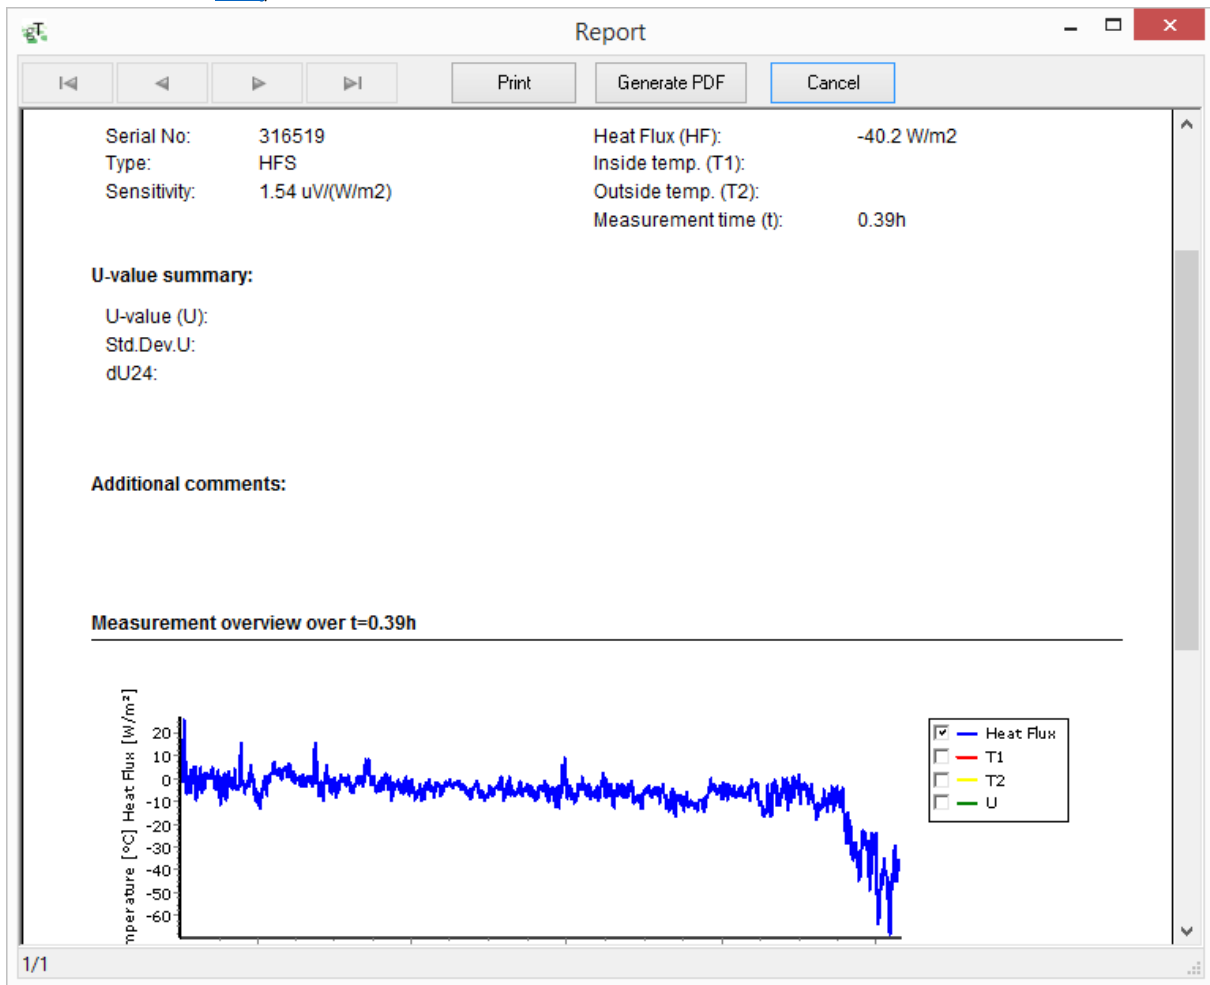 gT
Report
Print Generate PDF Cancel
Serial No: 316519 Heat Flux (HF): -40.2 W/m2
Type: HFS Inside temp. (T1):
Sensitivity: 1.54 uV/(W/m2) Outside temp. (T2):
Measurement time (t): 0.39h
U-value summary:
U-value (U):
Std.Dev.U:
dU24:
Additional comments:
Measurement overview over t=0.39h
mperature [°C] Heat Flux [W/m²]
20
10
0
-10
-20
-30
-40
-50
-60
Heat Flux
T1
T2
U
1/1